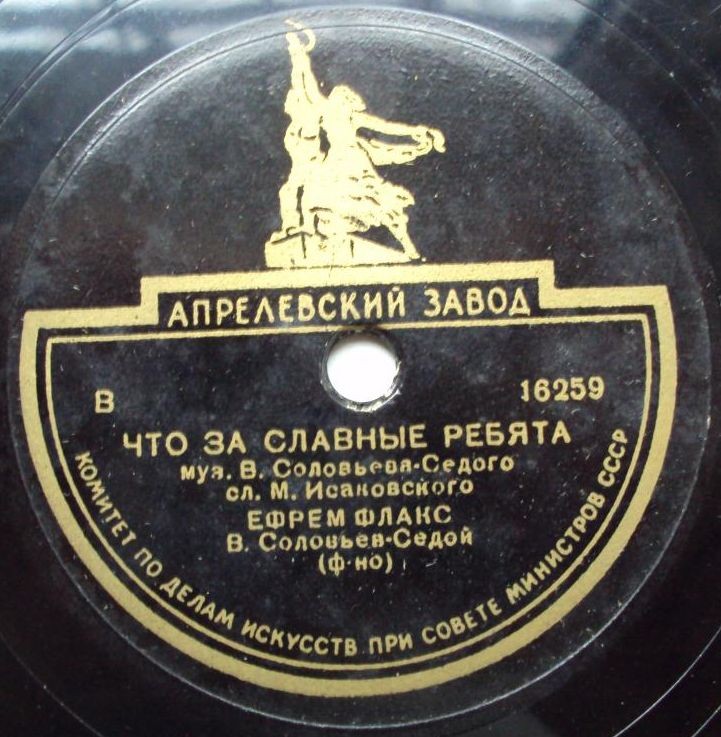 АПРЕЛЕВСКИЙ ЗАВОД
В 16259
ЧТО ЗА СЛАВНЫЕ РЕБЯТА
муз. В. Соловьева-Седого
сл. М. Исаковского
ЕФРЕМ ФЛАКС
В. Соловьев-Седой
(ф-но)
КОМИТЕТ ПО ДЕЛАМ ИСКУССТВ ПРИ СОВЕТЕ МИНИСТРОВ СССР